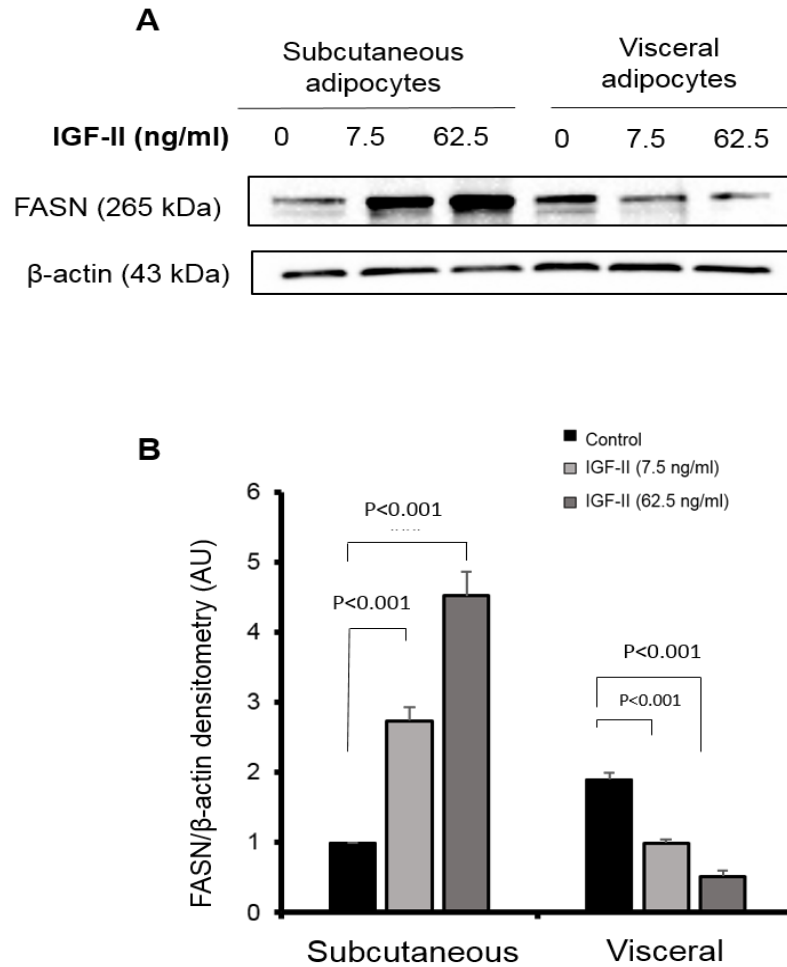 A
Subcutaneous
adipocytes
Visceral
adipocytes
IGF-II (ng/ml) 0 7.5 62.5 0 7.5 62.5
FASN (265 kDa)
β-actin (43 kDa)
B
Control
IGF-II (7.5 ng/ml)
IGF-II (62.5 ng/ml)
FASN/β-actin densitometry (AU)
6
5
4
3
2
1
0
P<0.001
P<0.001
P<0.001
P<0.001
Subcutaneous
Visceral